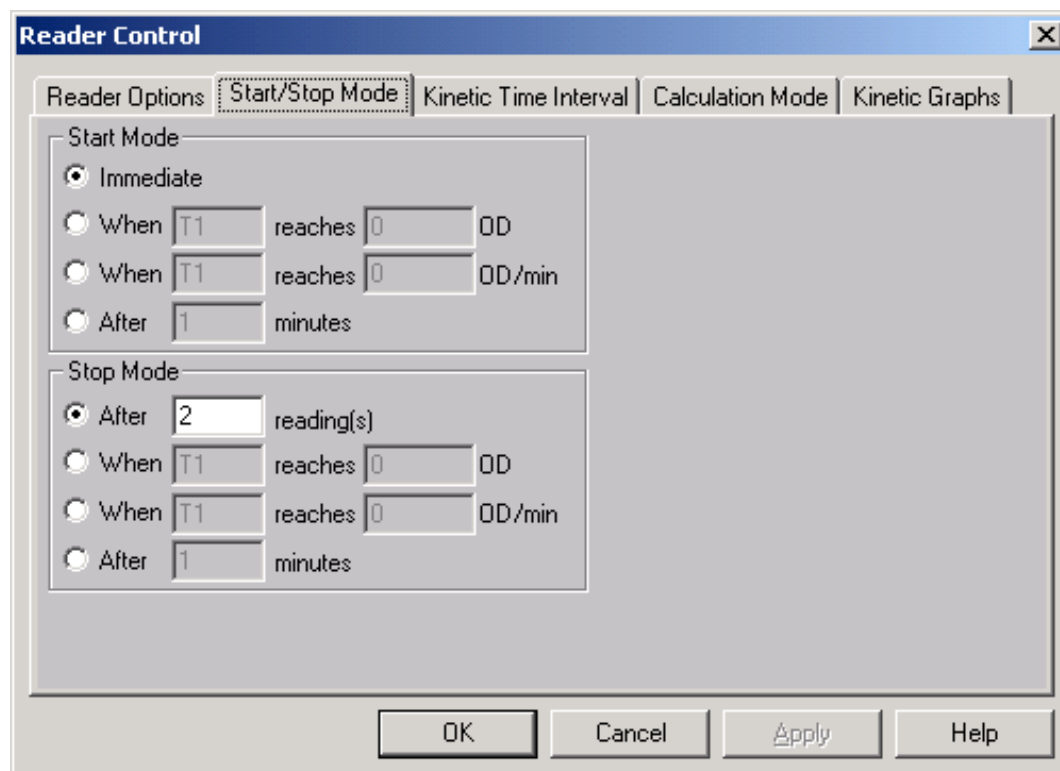 Reader Control
Reader Options Start/Stop Mode Kinetic Time Interval Calculation Mode Kinetic Graphs
Start Mode
Immediate
When T1 reaches 0 OD
When T1 reaches 0 OD/min
After 1 minutes
Stop Mode
After 2 reading(s)
When T1 reaches 0 OD
When T1 reaches 0 OD/min
After 1 minutes
OK Cancel Apply Help